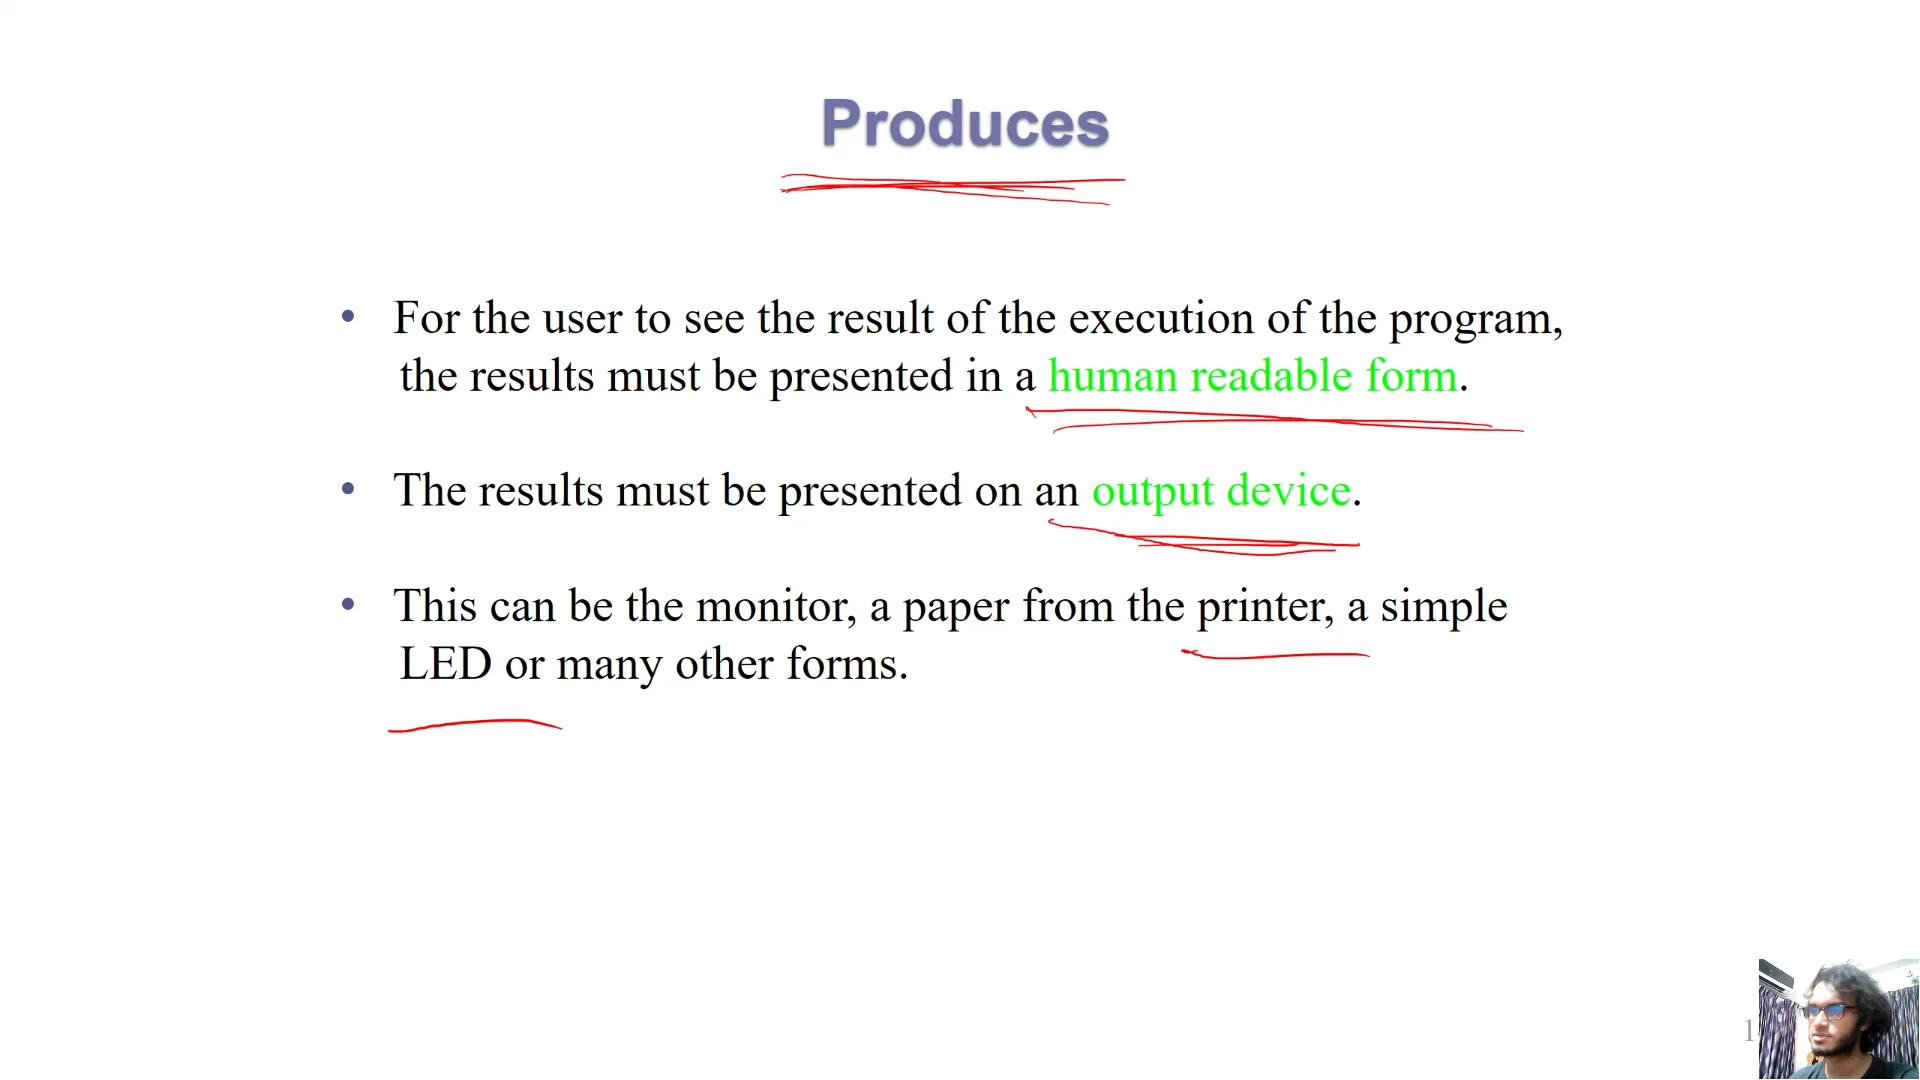 Produces
• For the user to see the result of the execution of the program,
the results must be presented in a human readable form.
• The results must be presented on an output device.
• This can be the monitor, a paper from the printer, a simple
LED or many other forms.